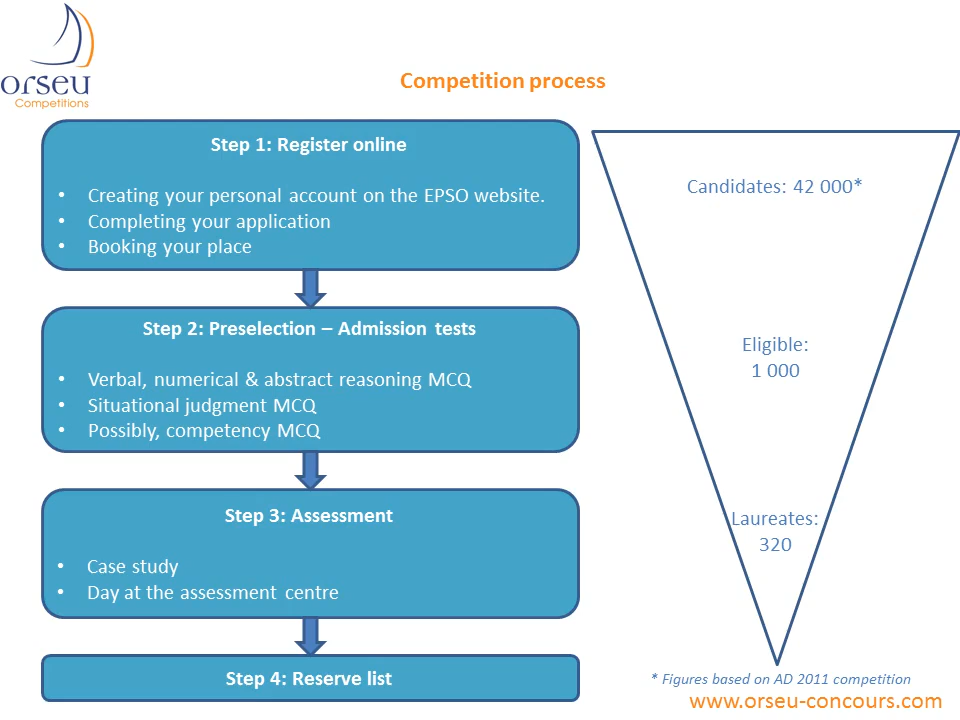 orseu
Competitions
Competition process
Step 1: Register online
• Creating your personal account on the EPSO website.
• Completing your application
• Booking your place
Step 2: Preselection – Admission tests
• Verbal, numerical & abstract reasoning MCQ
• Situational judgment MCQ
• Possibly, competency MCQ
Step 3: Assessment
• Case study
• Day at the assessment centre
Step 4: Reserve list
Candidates: 42 000*
Eligible:
1 000
Laureates:
320
* Figures based on AD 2011 competition
www.orseu-concours.com